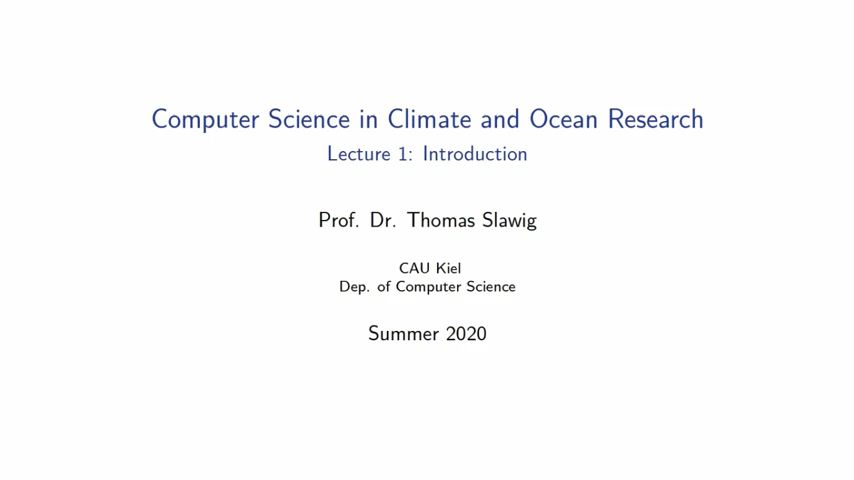 Computer Science in Climate and Ocean Research
Lecture 1: Introduction
Prof. Dr. Thomas Slawig
CAU Kiel
Dep. of Computer Science
Summer 2020